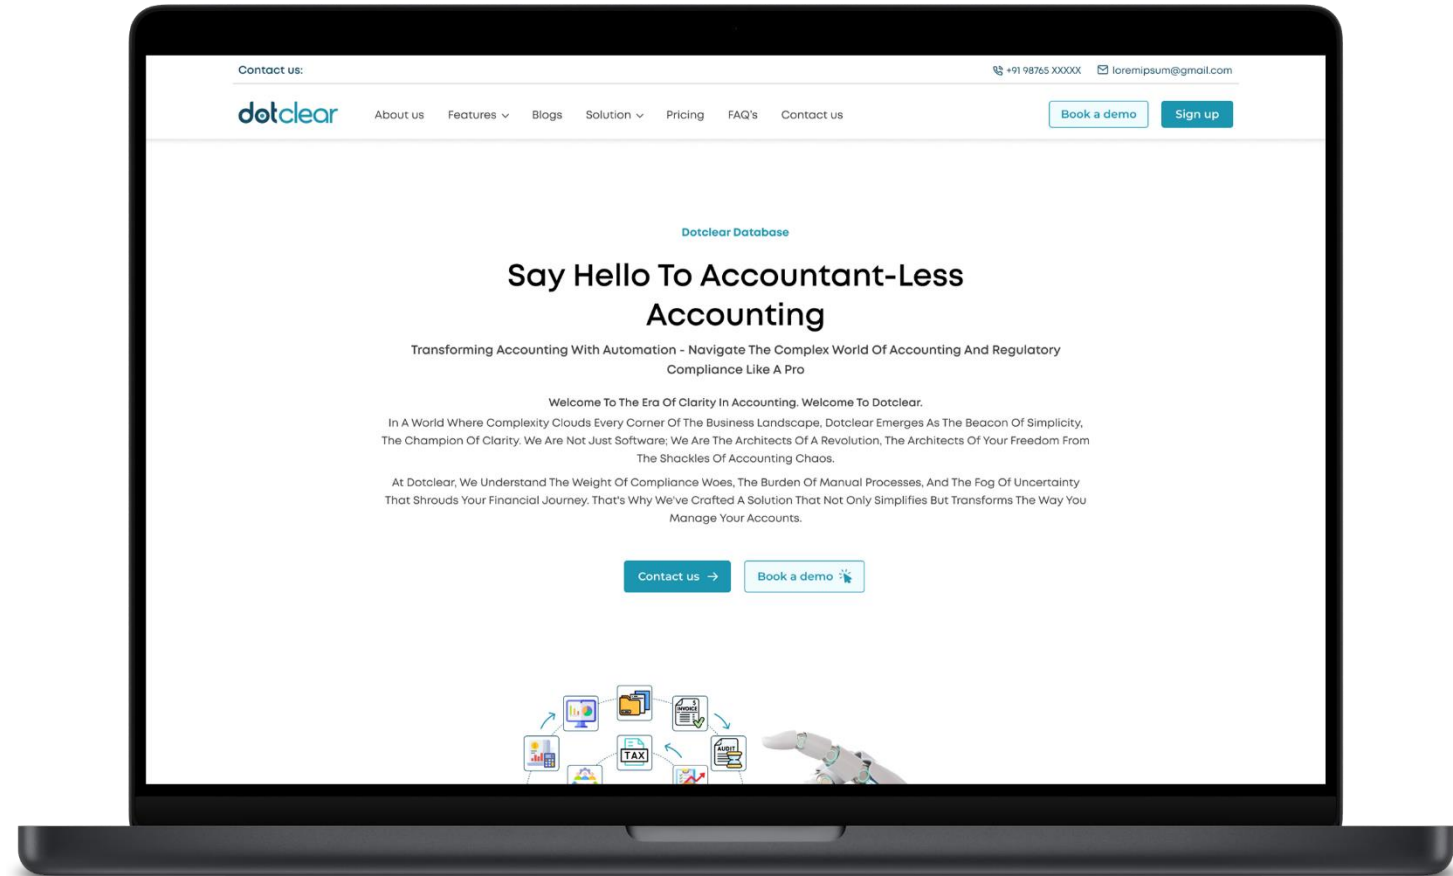 Contact us:
+91 98765 XXXXX
loremipsum@gmail.com
dotclear
About us
Features
Blogs
Solution
Pricing
FAQ's
Contact us
Book a demo
Sign up
Dotclear Database
Say Hello To Accountant-Less
Accounting
Transforming Accounting With Automation - Navigate The Complex World Of Accounting And Regulatory
Compliance Like A Pro
Welcome To The Era Of Clarity In Accounting. Welcome To Dotclear.
In A World Where Complexity Clouds Every Corner Of The Business Landscape, Dotclear Emerges As The Beacon Of Simplicity,
The Champion Of Clarity. We Are Not Just Software; We Are The Architects Of A Revolution, The Architects Of Your Freedom From
The Shackles Of Accounting Chaos.
At Dotclear, We Understand The Weight Of Compliance Woes, The Burden Of Manual Processes, And The Fog Of Uncertainty
That Shrouds Your Financial Journey. That's Why We've Crafted A Solution That Not Only Simplifies But Transforms The Way You
Manage Your Accounts.
Contact us
Book a demo
INVOICE
TAX
AUDIT